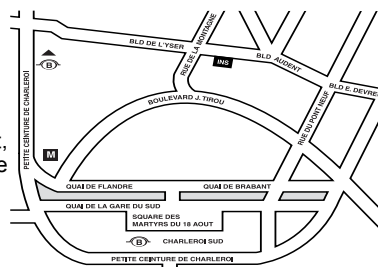 BLD DE L'YSER
RUE DE LA MONTAGNE
INS
BLD AUDENT
BLD E. DEVRE
B
PETITE CEINTURE DE CHARLEROI
BOULEVARD J. TIROU
RUE DU PONT NEUF
M
QUAI DE FLANDRE
QUAI DE BRABANT
QUAI DE LA GARE DU SUD
SQUARE DES
MARTYRS DU 18 AOUT
B
CHARLEROI SUD
PETITE CEINTURE DE CHARLEROI